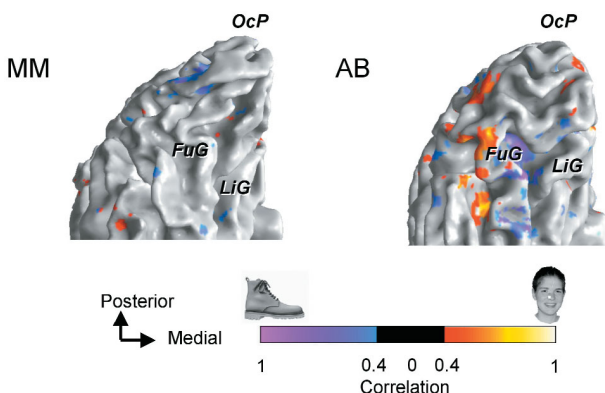 OcP
OcP
MM
AB
FuG
FuG
LiG
LiG
Posterior
Medial
1 0.4 0 0.4 1
Correlation